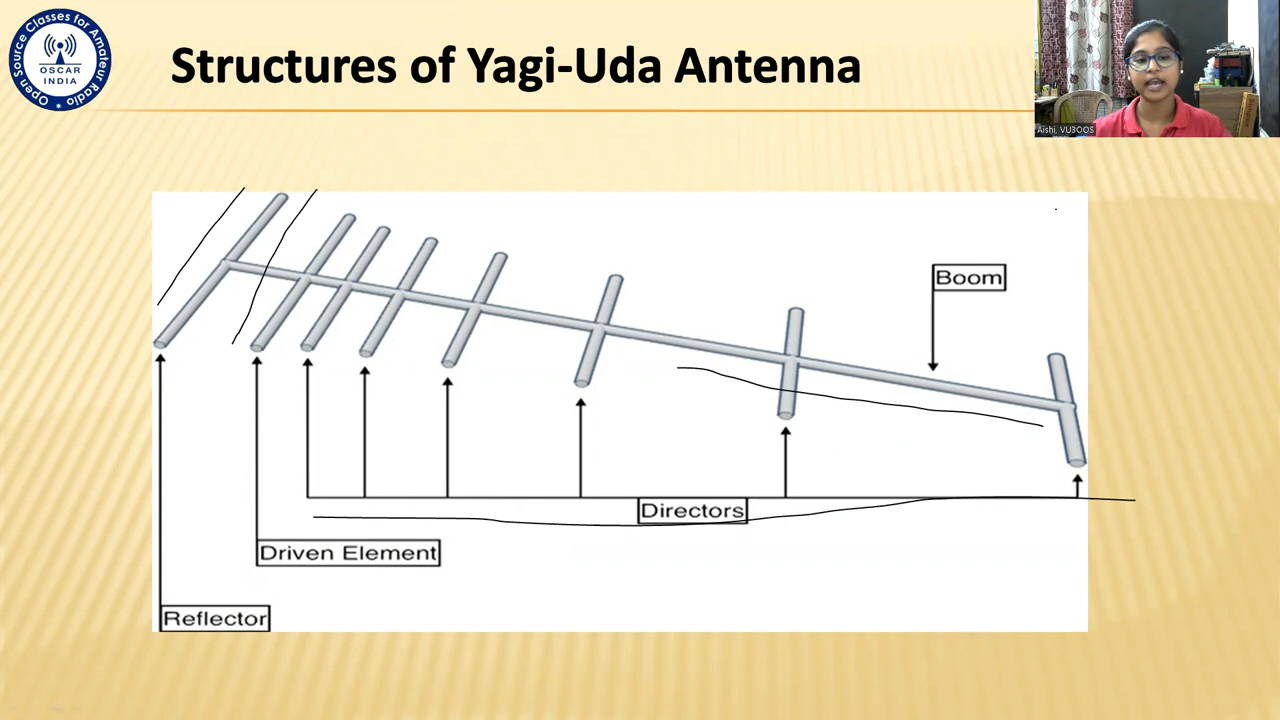 Open Source Classes for Amateur Radio
OSCAR
INDIA
Structures of Yagi-Uda Antenna
Aishi, VU3OOS
Boom
Directors
Driven Element
Reflector